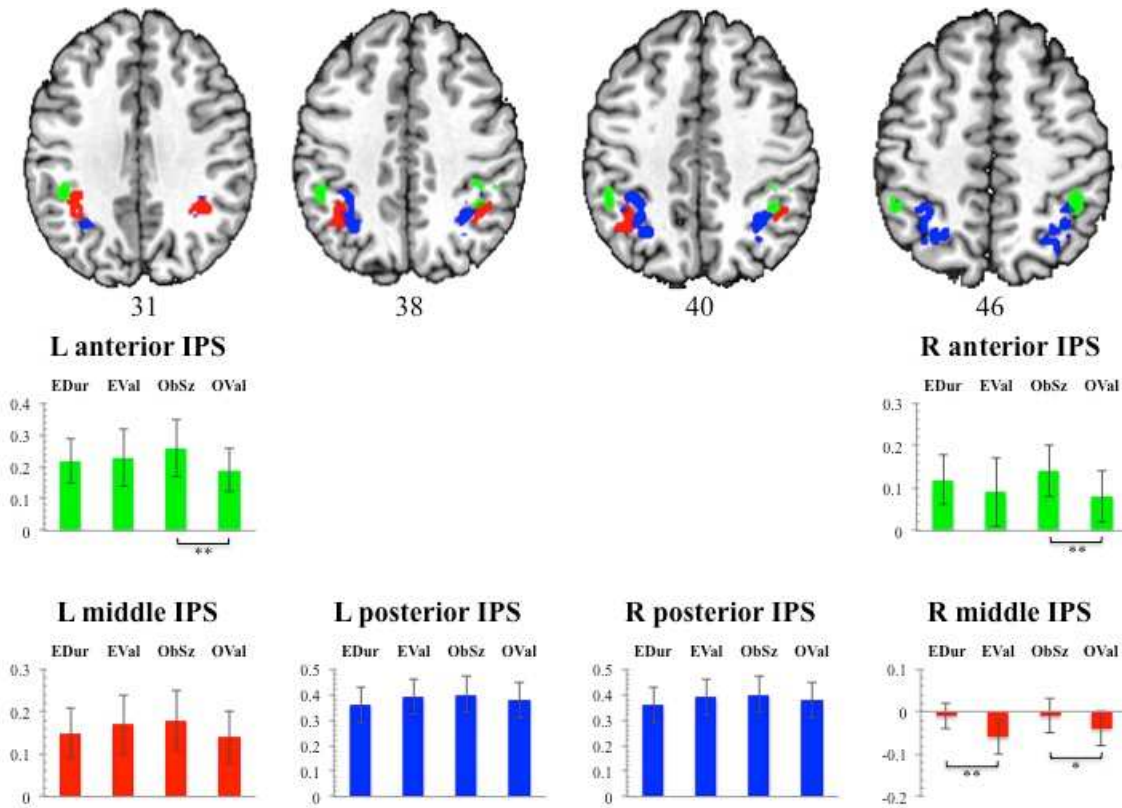 31 38 40 46
L anterior IPS R anterior IPS
EDur EVal ObSz OVal EDur EVal ObSz OVal
0.4 0.3
0.3 0.2
0.2 0.1
0.1 0
0
** **
L middle IPS L posterior IPS R posterior IPS R middle IPS
EDur EVal ObSz OVal EDur EVal ObSz OVal EDur EVal ObSz OVal EDur EVal ObSz OVal
0.3 0.5 0.5 0.1
0.2 0.4 0.4 0
0.1 0.3 0.3 -0.1
0 0.2 0.2 -0.2
0.1 0.1
0 0
** *